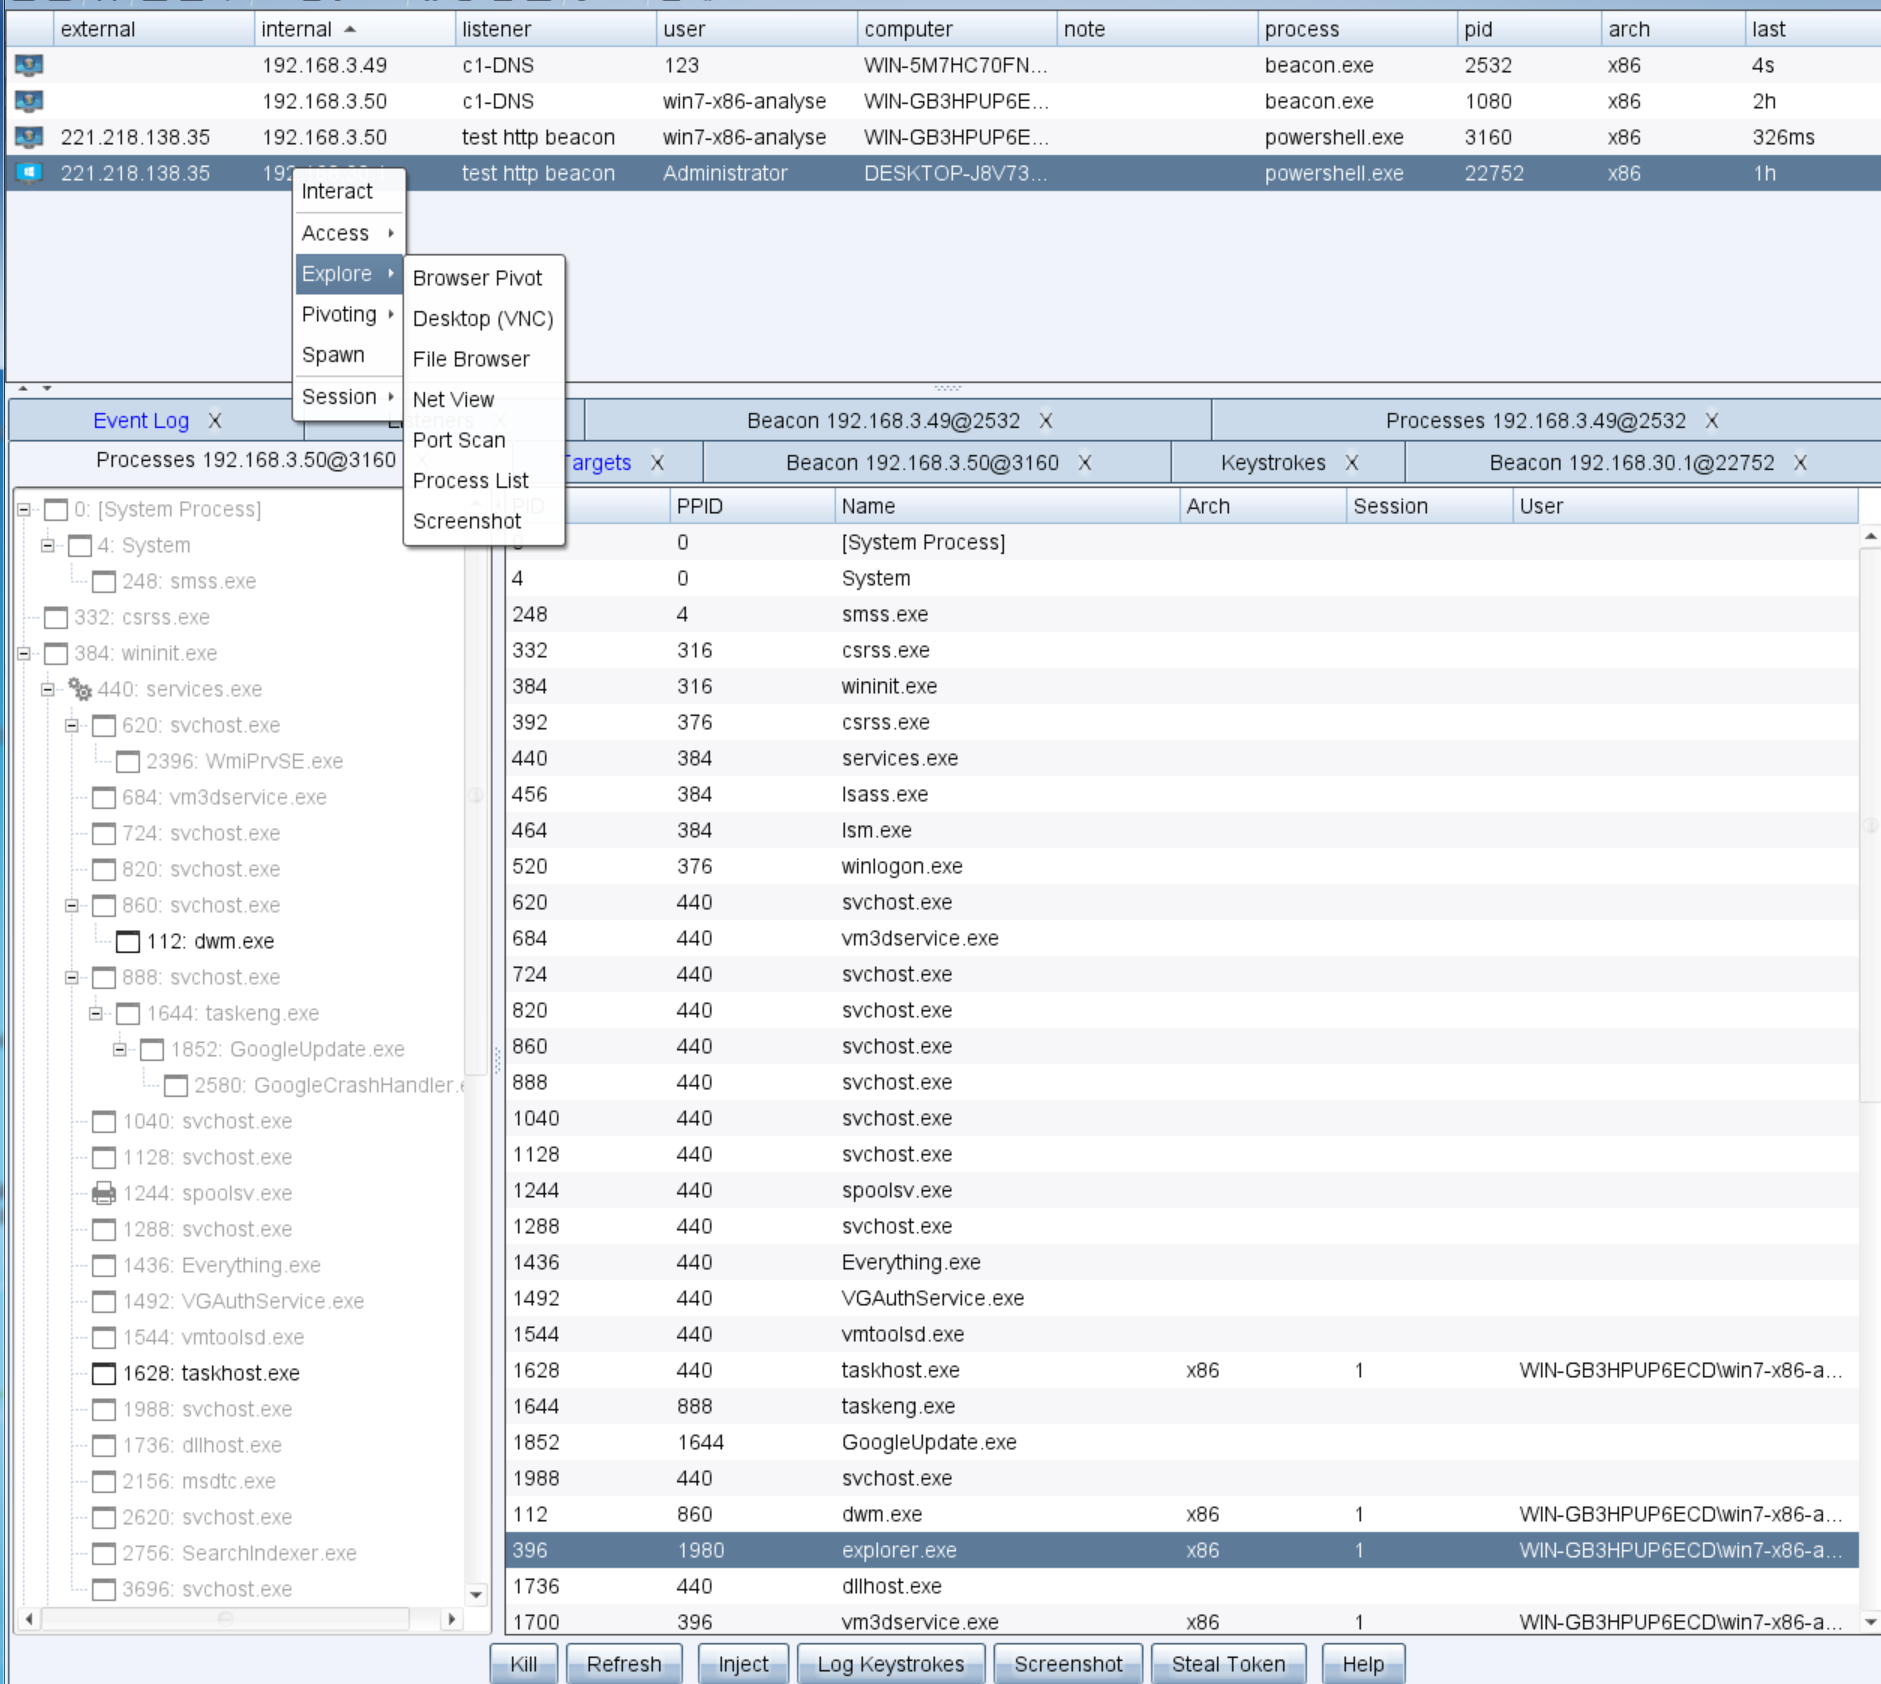 external internal listener user computer note process pid arch last
192.168.3.49 c1-DNS 123 WIN-5M7HC70FN... beacon.exe 2532 x86 4s
192.168.3.50 c1-DNS win7-x86-analyse WIN-GB3HPUP6E... beacon.exe 1080 x86 2h
221.218.138.35 192.168.3.50 test http beacon win7-x86-analyse WIN-GB3HPUP6E... powershell.exe 3160 x86 326ms
221.218.138.35 192 test http beacon Administrator DESKTOP-J8V73... powershell.exe 22752 x86 1h
Interact
Access
Explore
Pivoting
Spawn
Session
Browser Pivot
Desktop (VNC)
File Browser
Net View
Port Scan
Process List
Screenshot
Event Log X Listeners X Beacon 192.168.3.49@2532 X Processes 192.168.3.49@2532 X
Processes 192.168.3.50@3160 X Targets X Beacon 192.168.3.50@3160 X Keystrokes X Beacon 192.168.30.1@22752 X
0: [System Process]
4: System
248: smss.exe
332: csrss.exe
384: wininit.exe
440: services.exe
620: svchost.exe
2396: WmiPrvSE.exe
684: vm3dservice.exe
724: svchost.exe
820: svchost.exe
860: svchost.exe
112: dwm.exe
888: svchost.exe
1644: taskeng.exe
1852: GoogleUpdate.exe
2580: GoogleCrashHandler.e
1040: svchost.exe
1128: svchost.exe
1244: spoolsv.exe
1288: svchost.exe
1436: Everything.exe
1492: VGAuthService.exe
1544: vmtoolsd.exe
1628: taskhost.exe
1988: svchost.exe
1736: dllhost.exe
2156: msdtc.exe
2620: svchost.exe
2756: SearchIndexer.exe
3696: svchost.exe
PID PPID Name Arch Session User
0 0 [System Process]
4 0 System
248 4 smss.exe
332 316 csrss.exe
384 316 wininit.exe
392 376 csrss.exe
440 384 services.exe
456 384 lsass.exe
464 384 lsm.exe
520 376 winlogon.exe
620 440 svchost.exe
684 440 vm3dservice.exe
724 440 svchost.exe
820 440 svchost.exe
860 440 svchost.exe
888 440 svchost.exe
1040 440 svchost.exe
1128 440 svchost.exe
1244 440 spoolsv.exe
1288 440 svchost.exe
1436 440 Everything.exe
1492 440 VGAuthService.exe
1544 440 vmtoolsd.exe
1628 440 taskhost.exe x86 1 WIN-GB3HPUP6ECD\win7-x86-a...
1644 888 taskeng.exe
1852 1644 GoogleUpdate.exe
1988 440 svchost.exe
112 860 dwm.exe x86 1 WIN-GB3HPUP6ECD\win7-x86-a...
396 1980 explorer.exe x86 1 WIN-GB3HPUP6ECD\win7-x86-a...
1736 440 dllhost.exe
1700 396 vm3dservice.exe x86 1 WIN-GB3HPUP6ECD\win7-x86-a...
Kill Refresh Inject Log Keystrokes Screenshot Steal Token Help